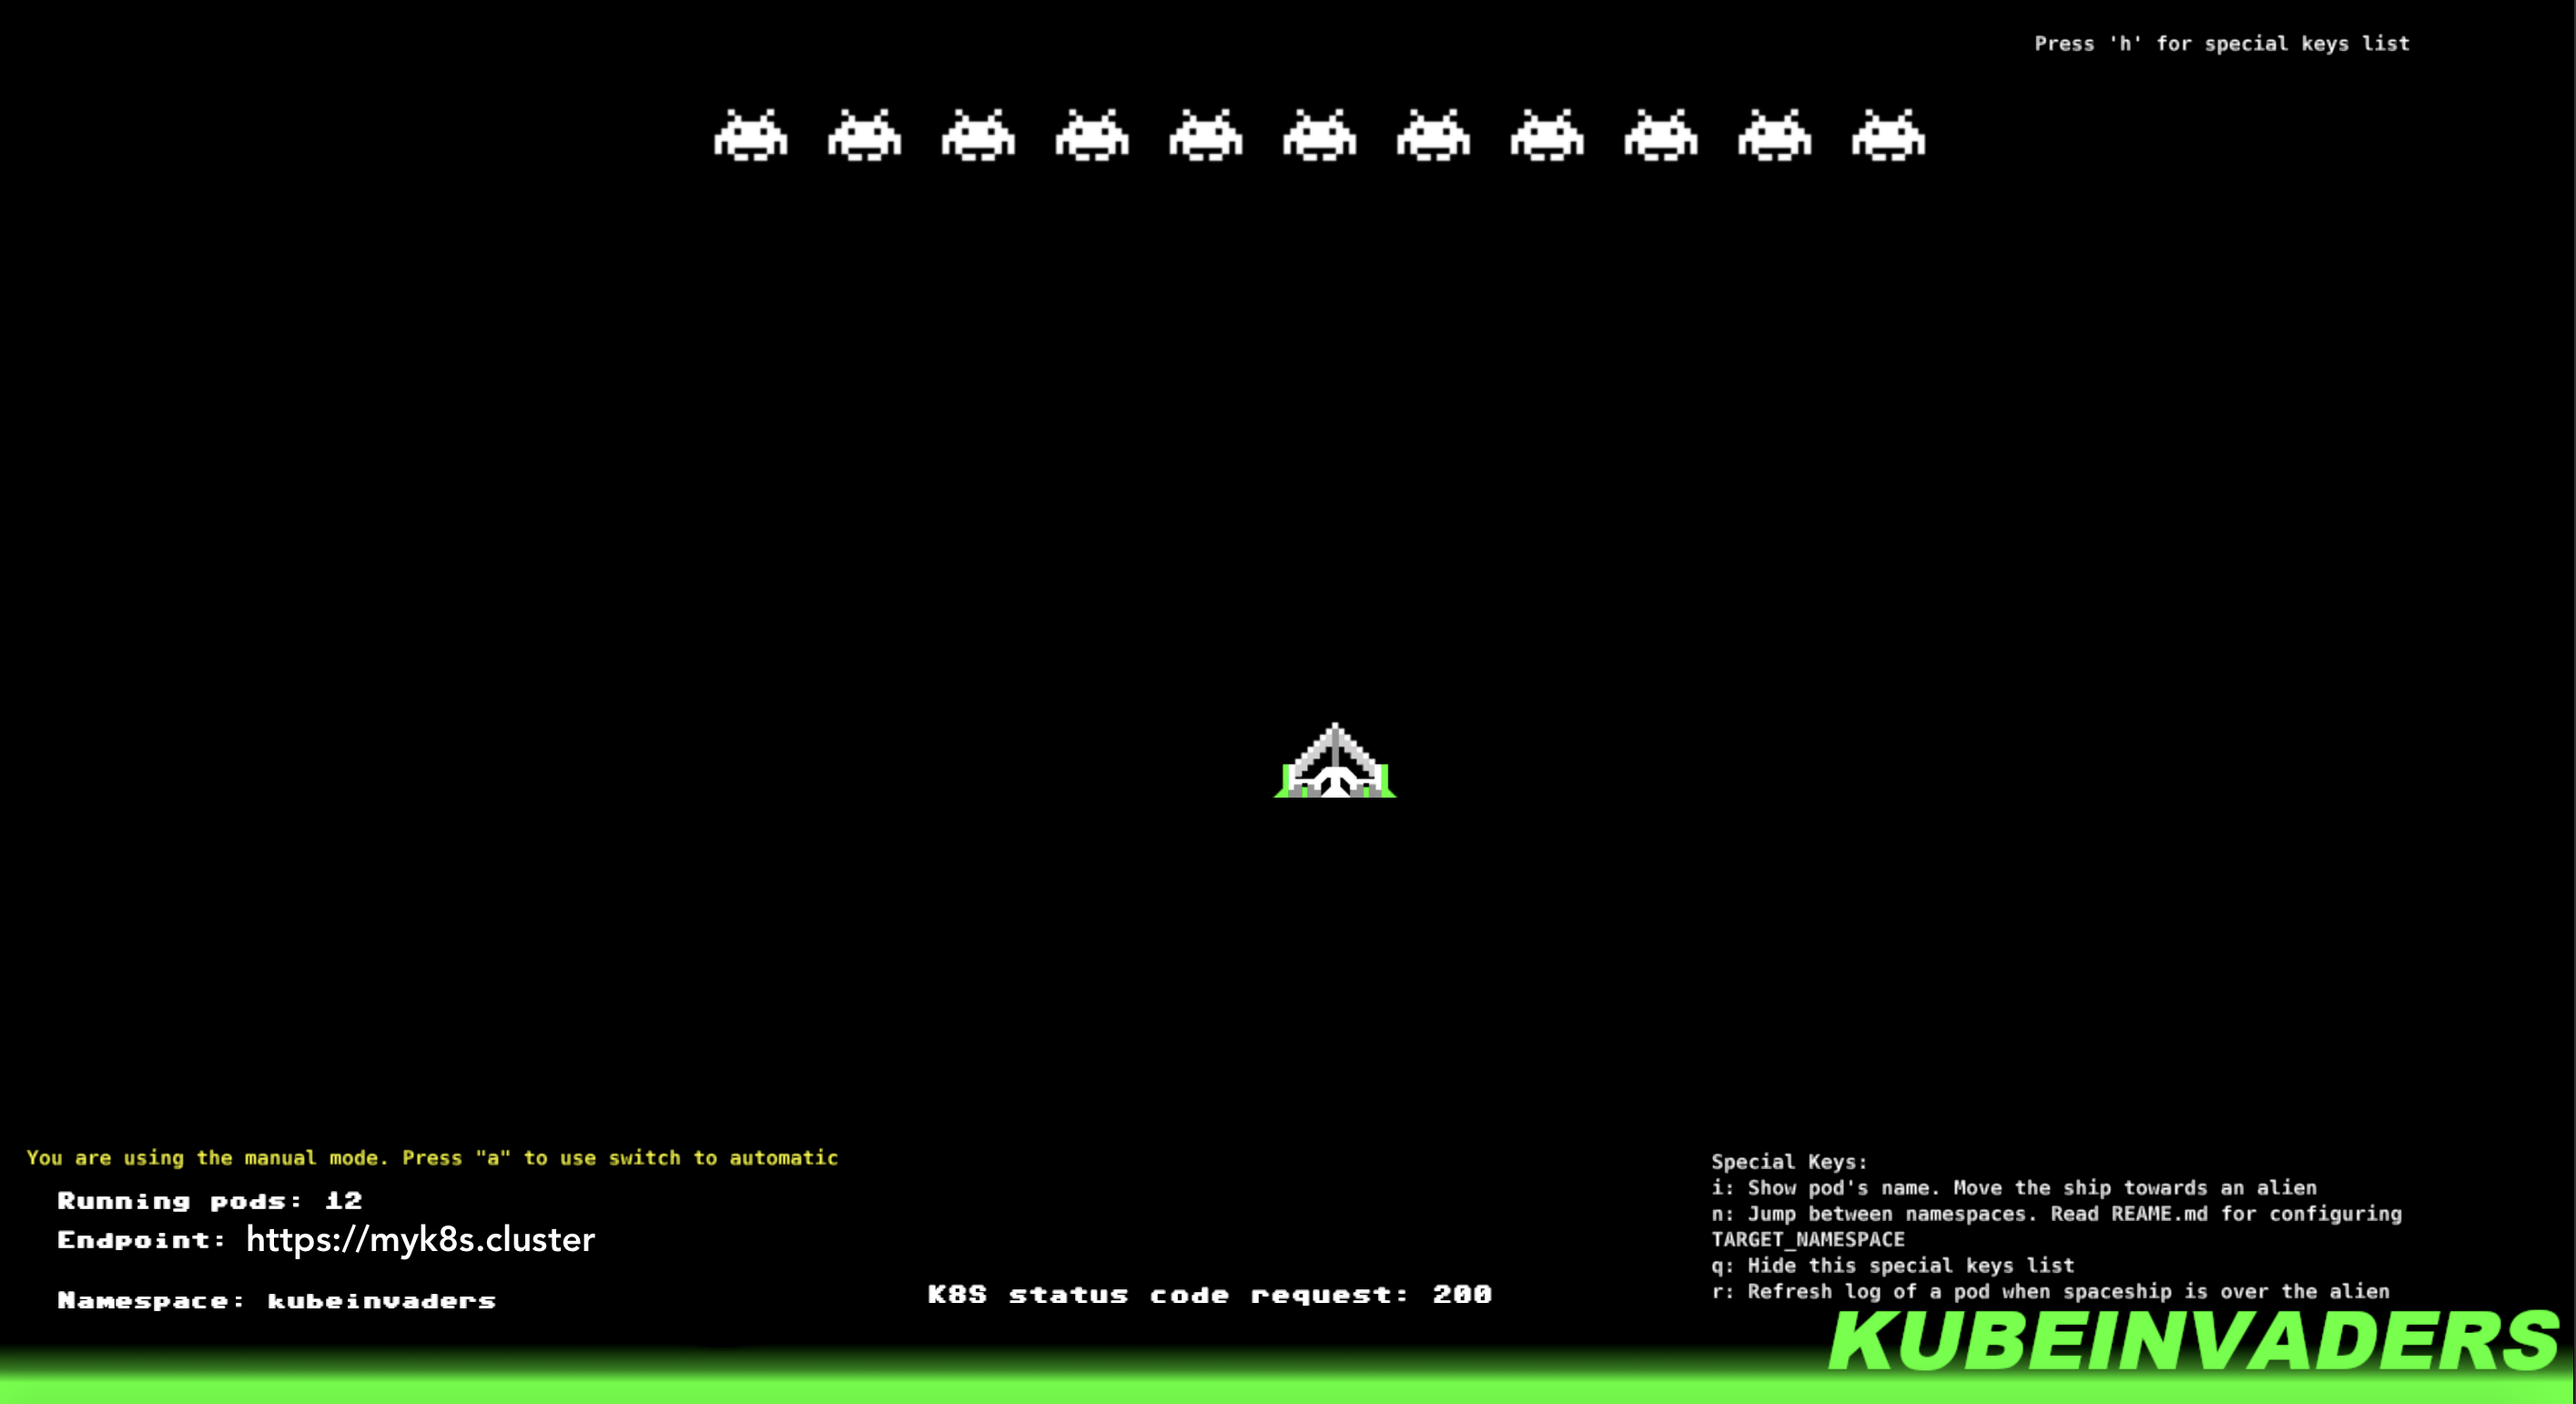 Press 'h' for special keys list
You are using the manual mode. Press "a" to use switch to automatic
Running pods: 12
Endpoint: https://myk8s.cluster
Namespace: kubeinvaders
K8S status code request: 200
Special Keys:
i: Show pod's name. Move the ship towards an alien
n: Jump between namespaces. Read REAME.md for configuring
TARGET_NAMESPACE
q: Hide this special keys list
r: Refresh log of a pod when spaceship is over the alien
KUBEINVADERS